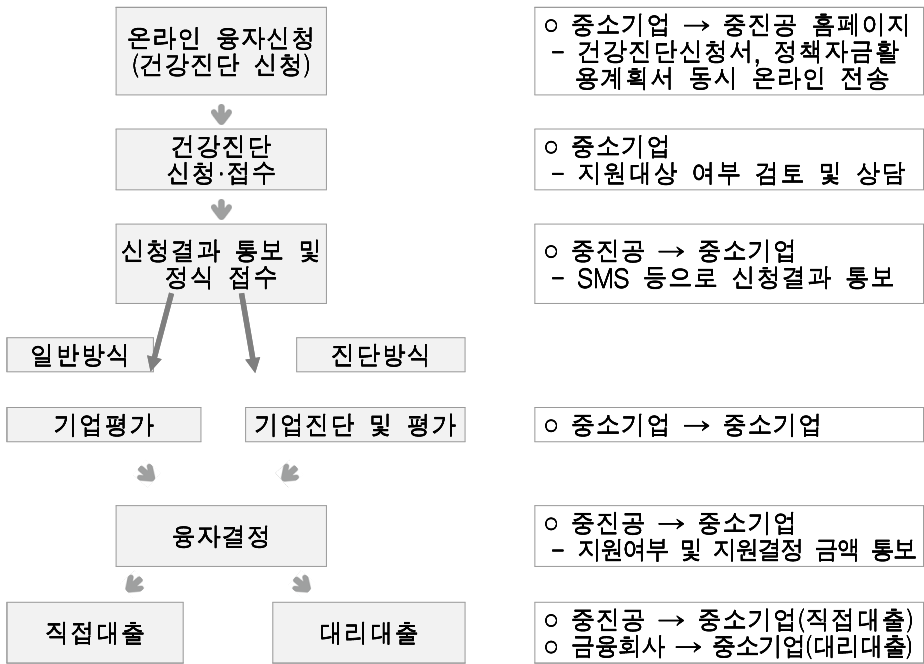 온라인 융자신청
(건강진단 신청)
○ 중소기업 → 중진공 홈페이지
- 건강진단신청서, 정책자금활
용계획서 동시 온라인 전송
건강진단
신청·접수
○ 중소기업
- 지원대상 여부 검토 및 상담
신청결과 통보 및
정식 접수
○ 중진공 → 중소기업
- SMS 등으로 신청결과 통보
일반방식
진단방식
기업평가
기업진단 및 평가
○ 중소기업 → 중소기업
융자결정
○ 중진공 → 중소기업
- 지원여부 및 지원결정 금액 통보
직접대출
대리대출
○ 중진공 → 중소기업(직접대출)
○ 금융회사 → 중소기업(대리대출)